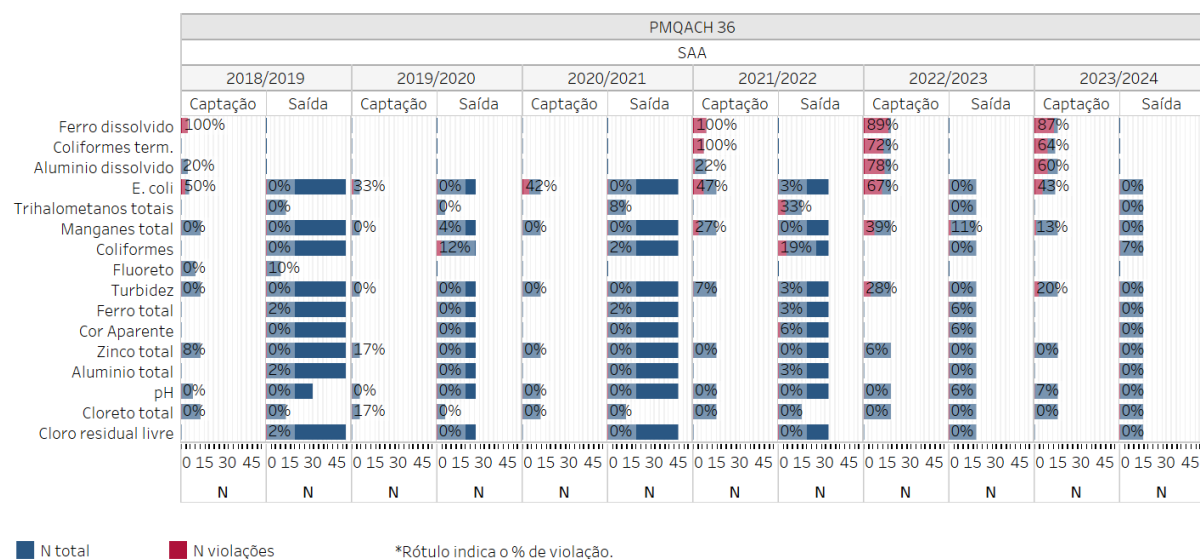 PMQACH 36
SAA
2018/2019 2019/2020 2020/2021 2021/2022 2022/2023 2023/2024
Captação Saída Captação Saída Captação Saída Captação Saída Captação Saída Captação Saída
Ferro dissolvido 100% 100% 89% 87%
Coliformes term. 100% 72% 64%
Aluminio dissolvido 20% 22% 78% 60%
E. coli 50% 0% 33% 0% 42% 0% 47% 3% 67% 0% 43% 0%
Trihalometanos totais 0% 0% 8% 33% 0% 0%
Manganes total 0% 0% 0% 4% 0% 0% 27% 0% 39% 11% 13% 0%
Coliformes 0% 12% 2% 19% 0% 7%
Fluoreto 0% 10%
Turbidez 0% 0% 0% 0% 0% 0% 7% 3% 28% 0% 20% 0%
Ferro total 2% 0% 2% 3% 6% 0%
Cor Aparente 0% 0% 0% 6% 6% 0%
Zinco total 8% 0% 17% 0% 0% 0% 0% 0% 6% 0% 0% 0%
Aluminio total 2% 0% 0% 3% 0% 0%
pH 0% 0% 0% 0% 0% 0% 0% 0% 0% 6% 7% 0%
Cloreto total 0% 0% 17% 0% 0% 0% 0% 0% 0% 0% 0% 0%
Cloro residual livre 2% 0% 0% 0% 0% 0%
0 15 30 45 0 15 30 45 0 15 30 45 0 15 30 45 0 15 30 45 0 15 30 45 0 15 30 45 0 15 30 45 0 15 30 45 0 15 30 45 0 15 30 45 0 15 30 45
N N N N N N N N N N N N
N total N violações *Rótulo indica o % de violação.